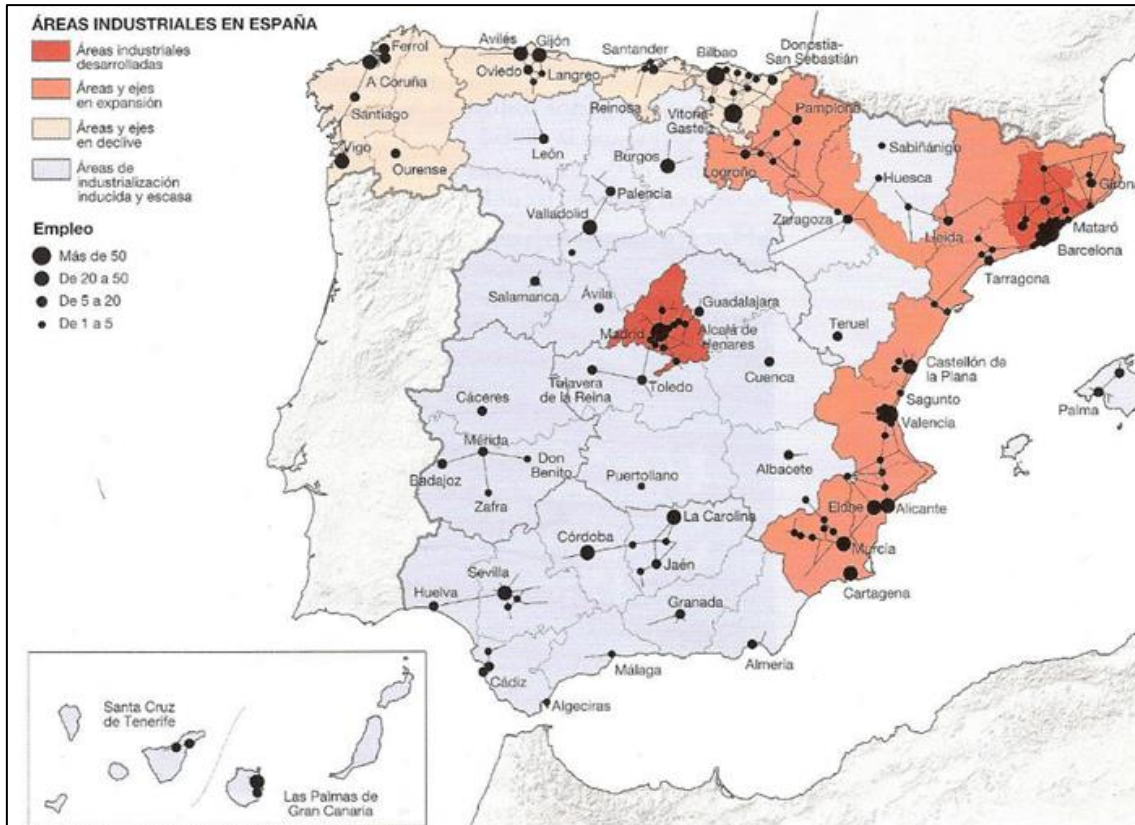 ÁREAS INDUSTRIALES EN ESPAÑA
Áreas industriales
desarrolladas
Áreas y ejes
en expansión
Áreas y ejes
en declive
Áreas de
industrialización
inducida y escasa
Empleo
Más de 50
De 20 a 50
De 5 a 20
De 1 a 5
Ferrol
A Coruña
Santiago
Vigo
Ourense
Avilés
Gijón
Oviedo
Langreo
Santander
Reinosa
Bilbao
Donostia-
San Sebastián
Vitoria-
Gasteiz
Pamplona
Logroño
León
Burgos
Palencia
Valladolid
Sabiñánigo
Huesca
Zaragoza
Lleida
Girona
Mataró
Barcelona
Tarragona
Salamanca
Ávila
Guadalajara
Madrid
Alcalá de
Henares
Teruel
Castellón de
la Plana
Talavera
de la Reina
Toledo
Cuenca
Sagunto
Valencia
Palma
Cáceres
Mérida
Don
Benito
Badajoz
Zafra
Puertollano
Albacete
Elche
Alicante
La Carolina
Córdoba
Jaén
Murcia
Cartagena
Sevilla
Huelva
Granada
Almería
Málaga
Cádiz
Algeciras
Santa Cruz
de Tenerife
Las Palmas de
Gran Canaria